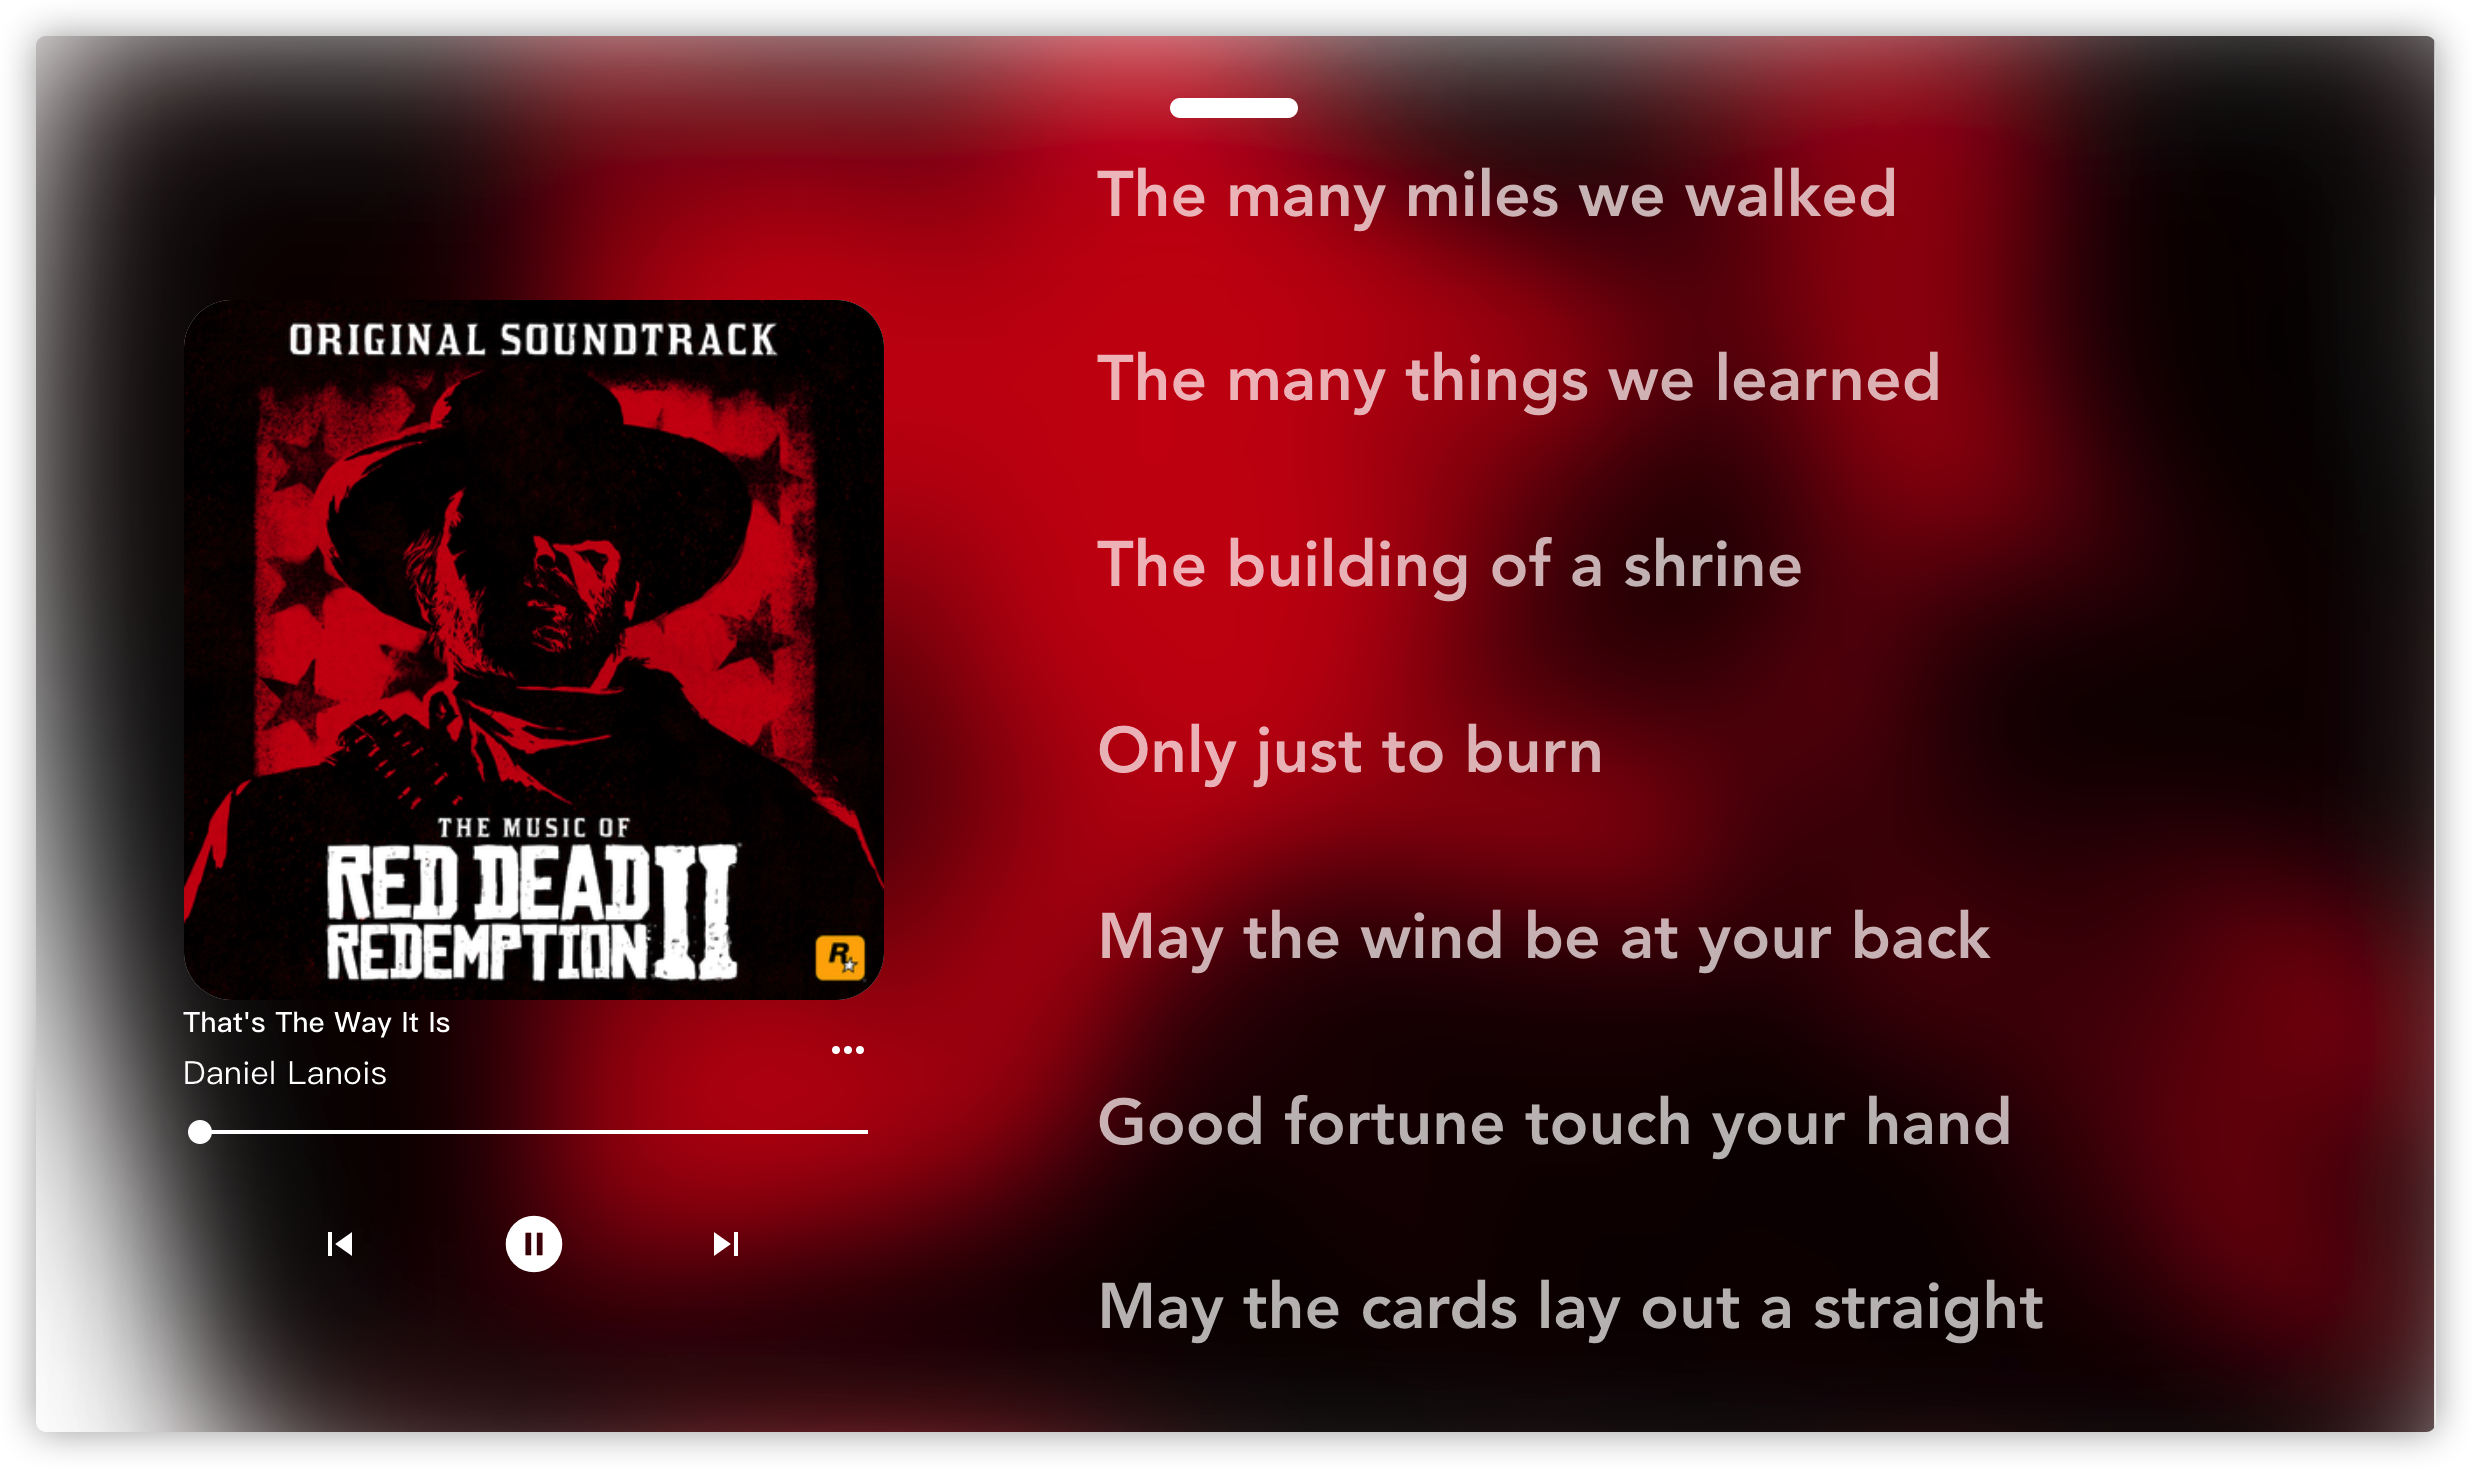 ORIGINAL SOUNDTRACK
THE MUSIC OF
RED DEAD
REDEMPTION II
R
That's The Way It Is
Daniel Lanois
The many miles we walked
The many things we learned
The building of a shrine
Only just to burn
May the wind be at your back
Good fortune touch your hand
May the cards lay out a straight